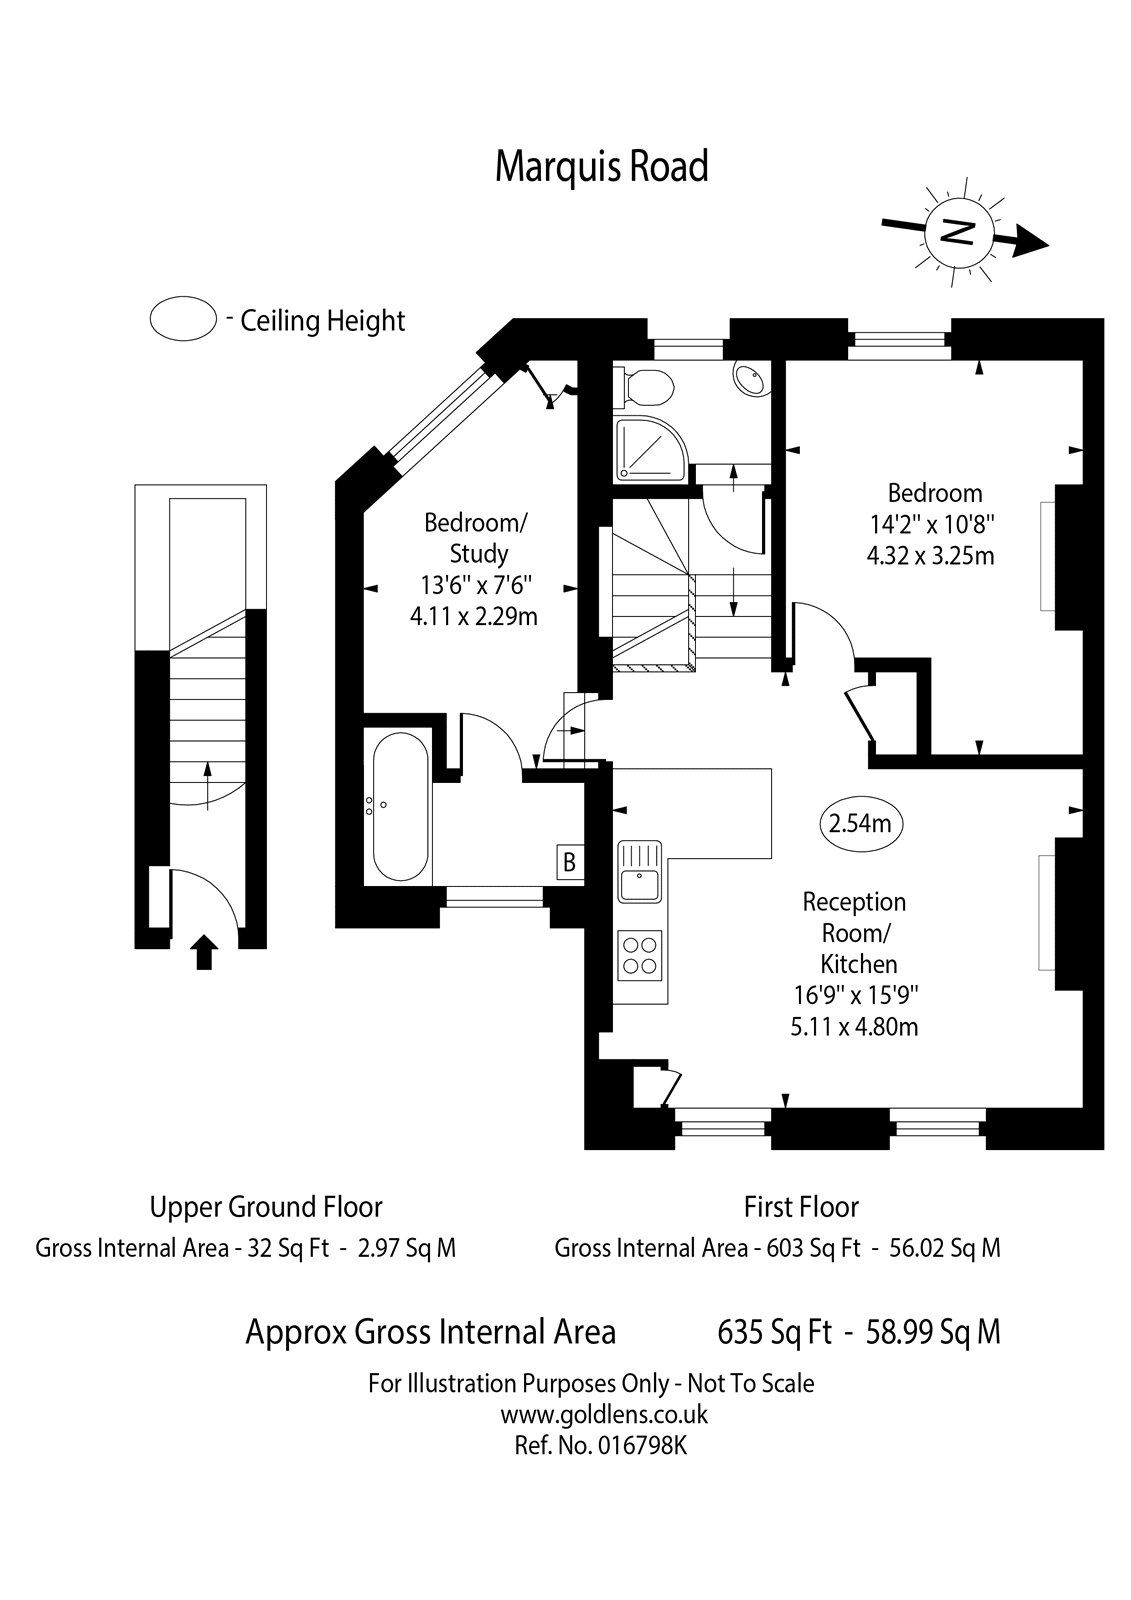 Marquis Road
N
- Ceiling Height
Bedroom
14'2" x 10'8"
4.32 x 3.25m
Bedroom/
Study
13'6" x 7'6"
4.11 x 2.29m
2.54m
B
Reception
Room/
Kitchen
16'9" x 15'9"
5.11 x 4.80m
Upper Ground Floor
Gross Internal Area - 32 Sq Ft - 2.97 Sq M
First Floor
Gross Internal Area - 603 Sq Ft - 56.02 Sq M
Approx Gross Internal Area 635 Sq Ft - 58.99 Sq M
For Illustration Purposes Only - Not To Scale
www.goldlens.co.uk
Ref. No. 016798K